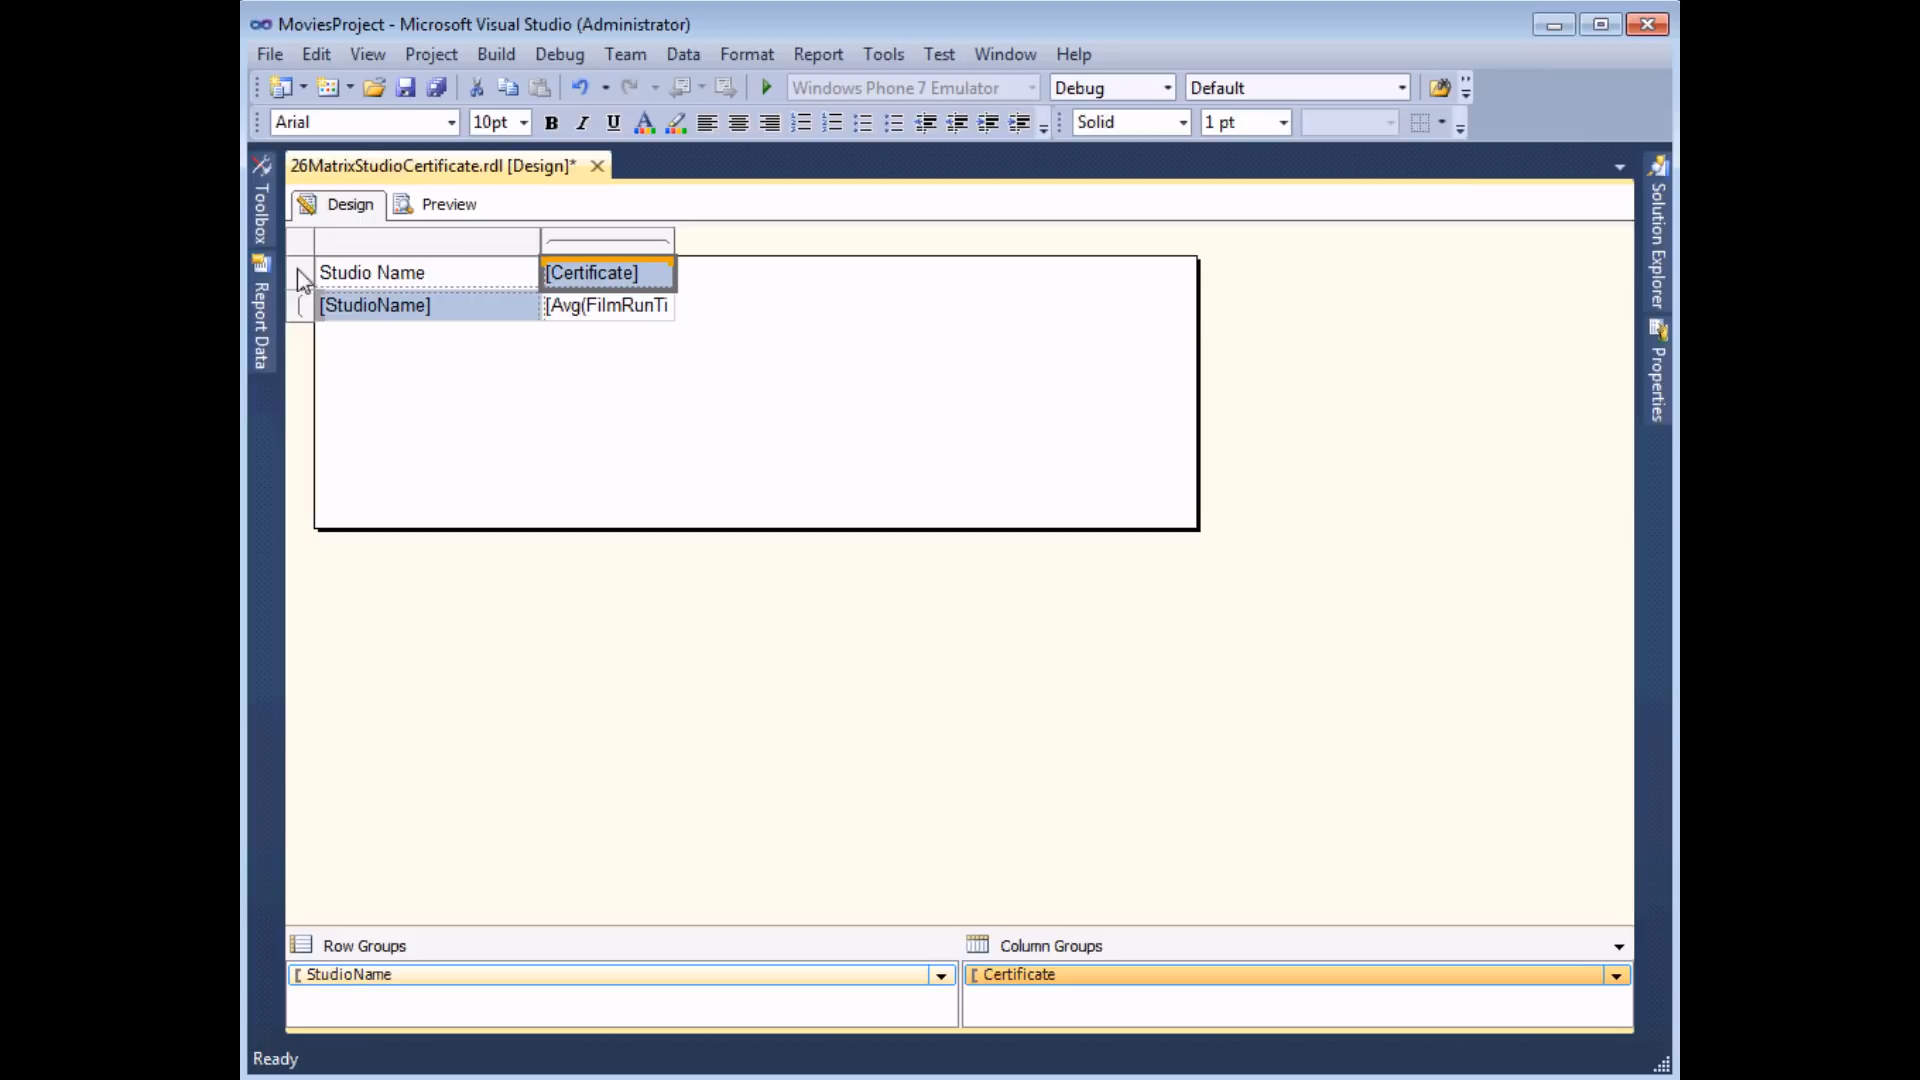 MoviesProject - Microsoft Visual Studio (Administrator)
File Edit View Project Build Debug Team Data Format Report Tools Test Window Help
Windows Phone 7 Emulator Debug Default
Arial 10pt B I U A Solid 1 pt
26MatrixStudioCertificate.rdl [Design]*
Design Preview
Toolbox
Report Data
Solution Explorer
Properties
Studio Name [Certificate]
[StudioName] [Avg(FilmRunTi
Row Groups Column Groups
[ StudioName [ Certificate
Ready